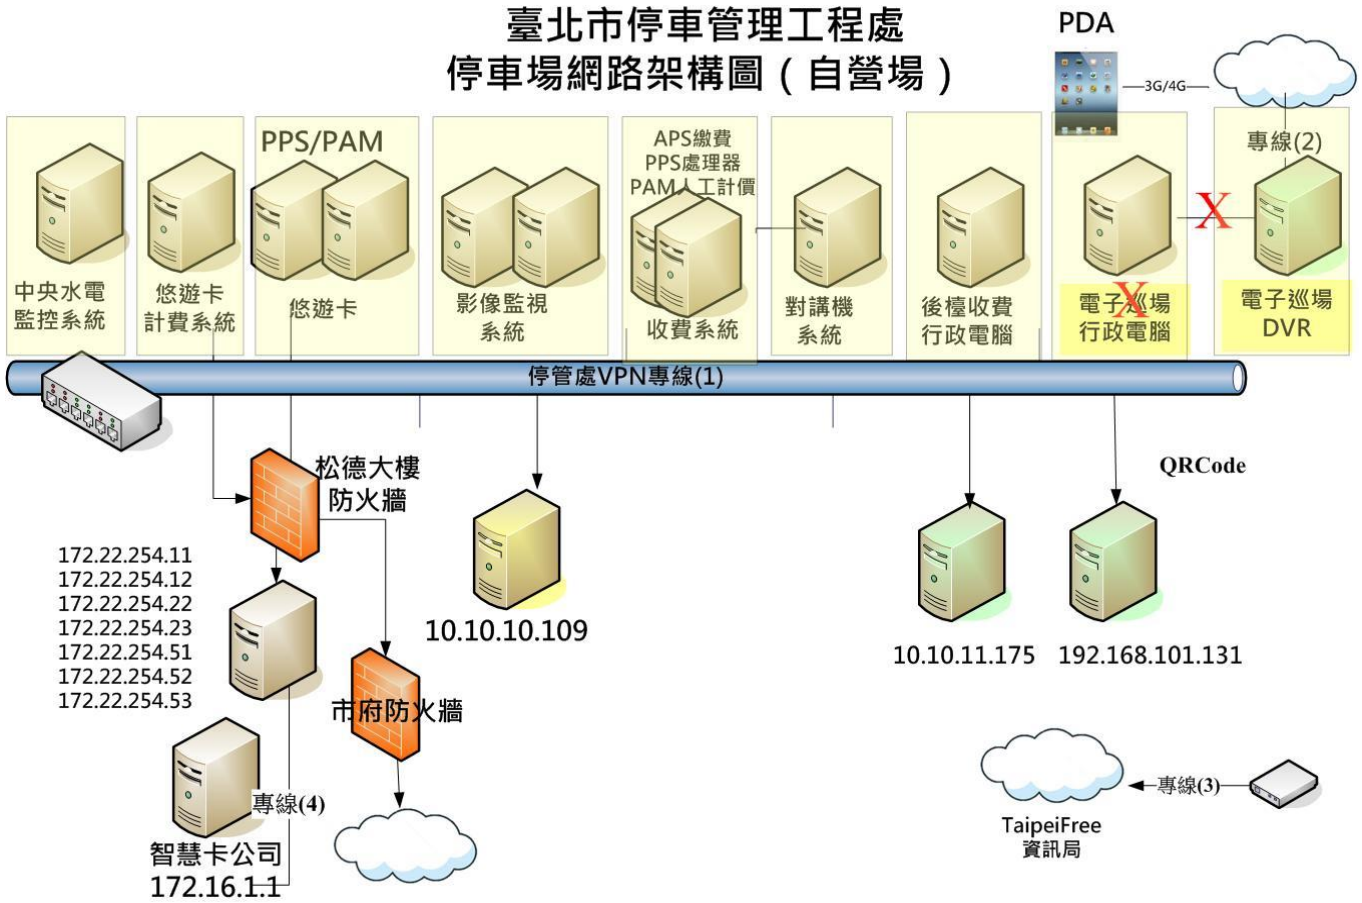 臺北市停車管理工程處
停車場網路架構圖（自營場）
PDA
3G/4G
專線(2)
PPS/PAM
APS繳費
PPS處理器
PAM人工計價
中央水電
監控系統
悠遊卡
計費系統
悠遊卡
影像監視
系統
收費系統
對講機
系統
後檯收費
行政電腦
X
電子巡場
行政電腦
X
電子巡場
DVR
停管處VPN專線(1)
松德大樓
防火牆
QRCode
172.22.254.11
172.22.254.12
172.22.254.22
172.22.254.23
172.22.254.51
172.22.254.52
172.22.254.53
10.10.10.109
10.10.11.175
192.168.101.131
市府防火牆
專線(4)
智慧卡公司
172.16.1.1
專線(3)
TaipeiFree
資訊局